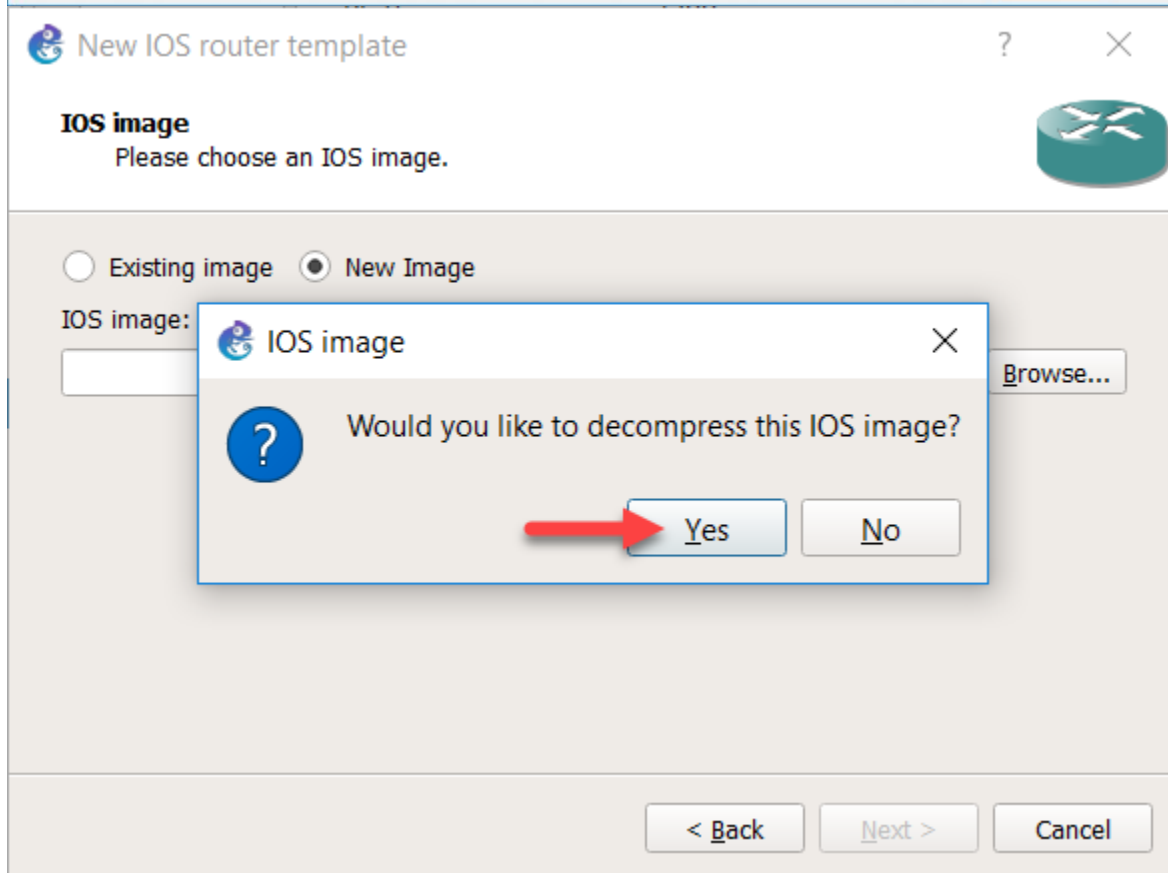 New IOS router template ?
IOS image
Please choose an IOS image.
Existing image New Image
IOS image:
Browse...
IOS image
?
Would you like to decompress this IOS image?
Yes No
< Back Next > Cancel